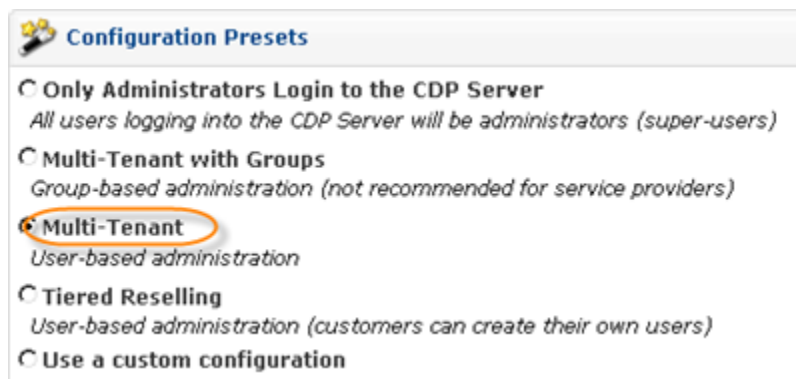 Configuration Presets
Only Administrators Login to the CDP Server
All users logging into the CDP Server will be administrators (super-users)
Multi-Tenant with Groups
Group-based administration (not recommended for service providers)
Multi-Tenant
User-based administration
Tiered Reselling
User-based administration (customers can create their own users)
Use a custom configuration